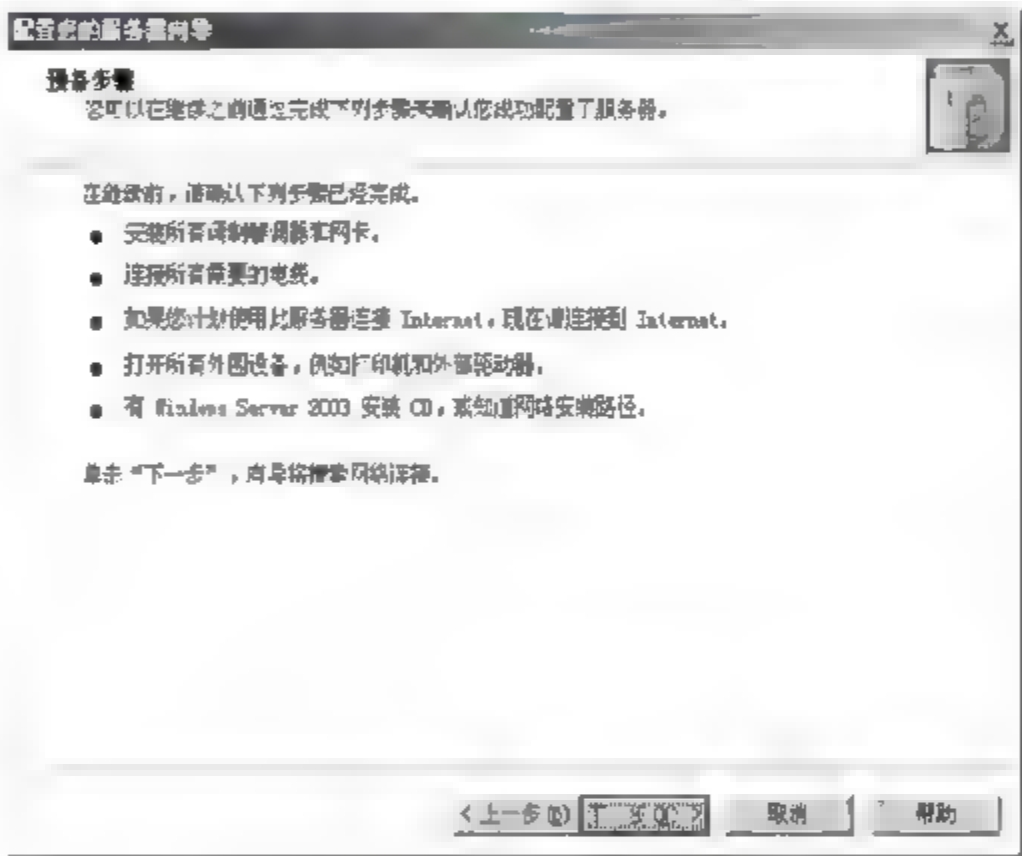 配置您的服务器向导
预备步骤
您可以在继续之前通过完成下列步骤来确认您成功配置了服务器。
在继续前，请确认下列步骤已经完成。
● 安装所有调制解调器和网卡。
● 连接所有需要的电缆。
● 如果您计划使用此服务器连接 Internet，现在请连接到 Internet。
● 打开所有外围设备，例如打印机和外部驱动器。
● 有 Windows Server 2003 安装 CD，或知道网络安装路径。
单击“下一步”，向导将搜索网络连接。
< 上一步(B) 下一步(N) > 取消 帮助